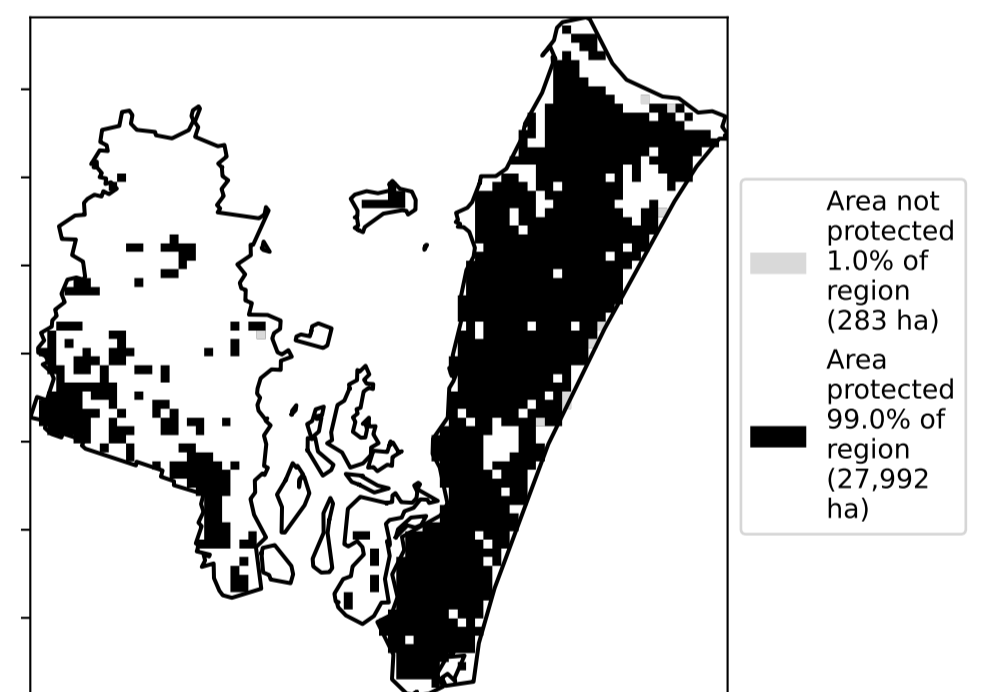 Area not
protected
1.0% of
region
(283 ha)
Area
protected
99.0% of
region
(27,992
ha)